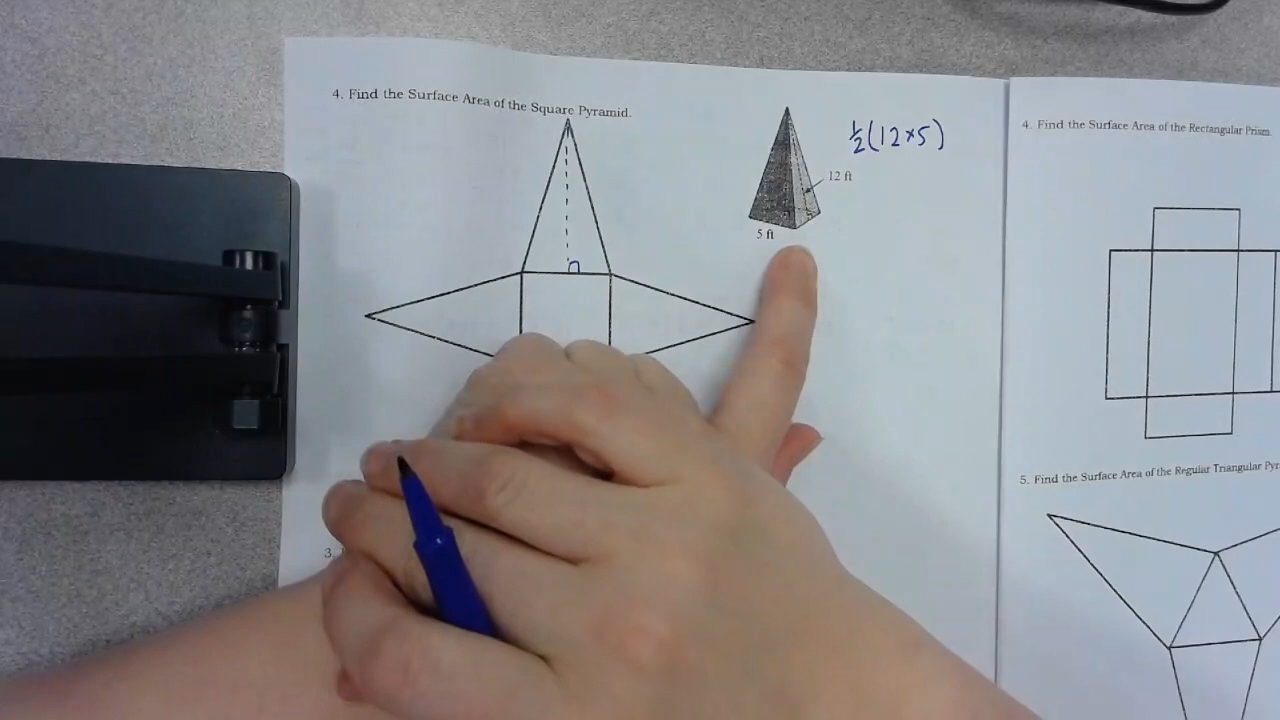 4. Find the Surface Area of the Square Pyramid.
½(12×5)
12 ft
5 ft
3.
4. Find the Surface Area of the Rectangular Prism.
5. Find the Surface Area of the Regular Triangular Pyr